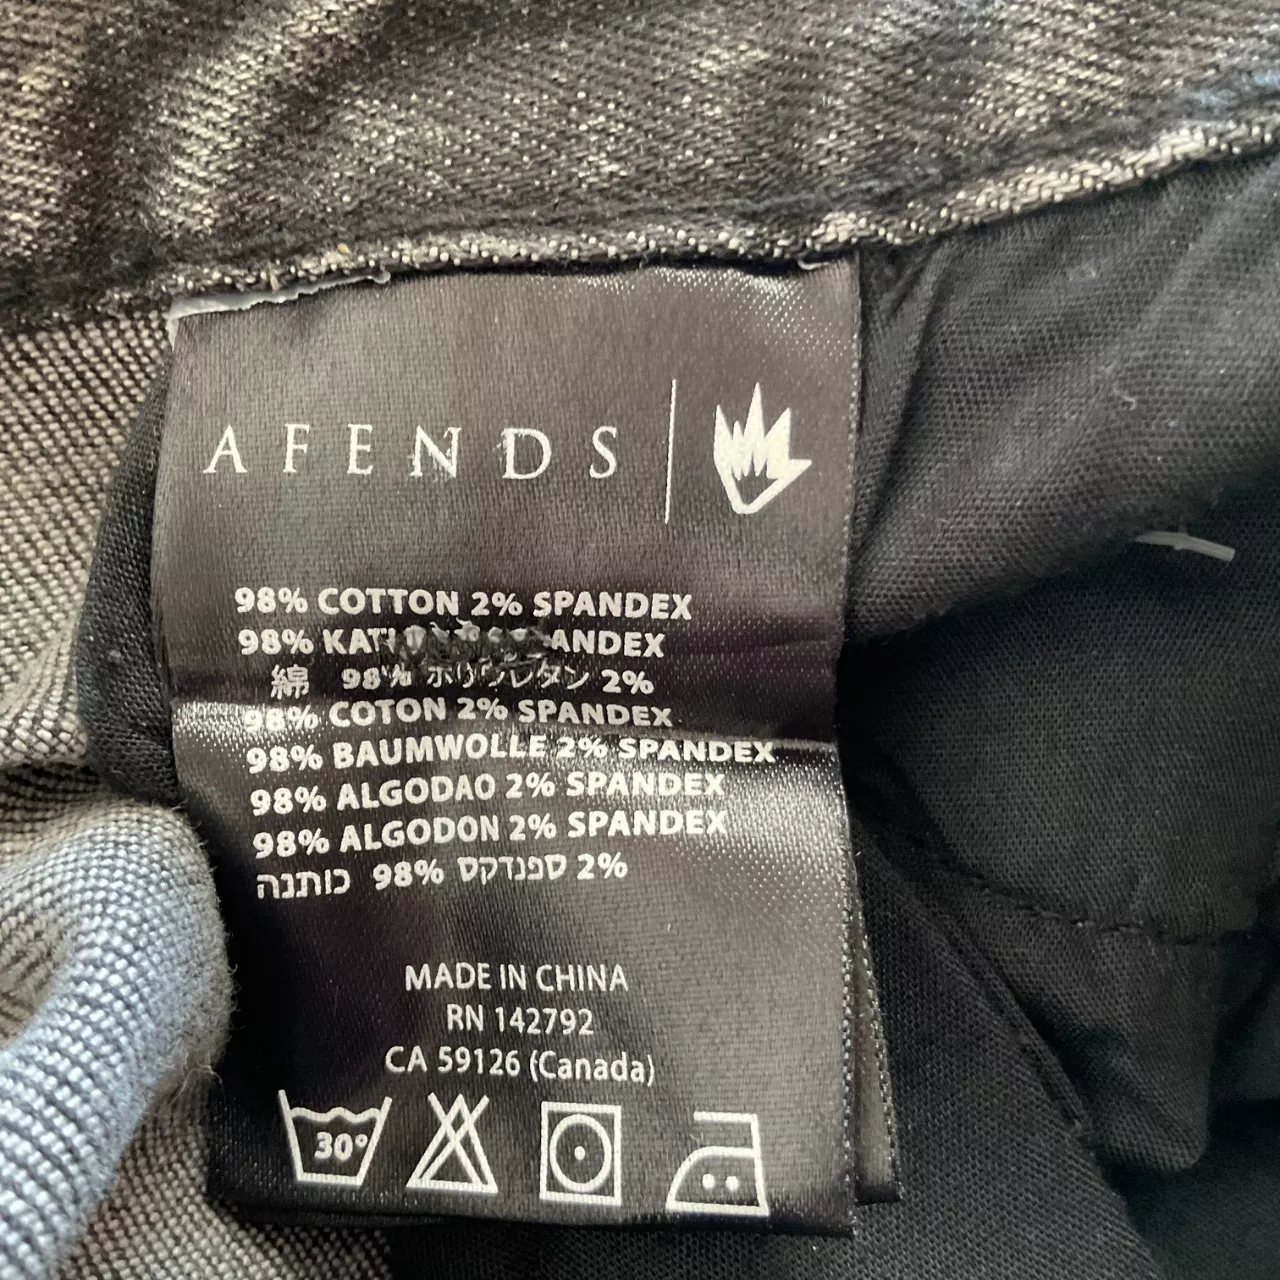 AFENDS
98% COTTON 2% SPANDEX
98% SPANDEX
綿 98% ポリウレタン 2%
98% COTON 2% SPANDEX
98% BAUMWOLLE 2% SPANDEX
98% ALGODAO 2% SPANDEX
98% ALGODON 2% SPANDEX
כותנה 98% ספנדקס 2%
MADE IN CHINA
RN 142792
CA 59126 (Canada)
30°